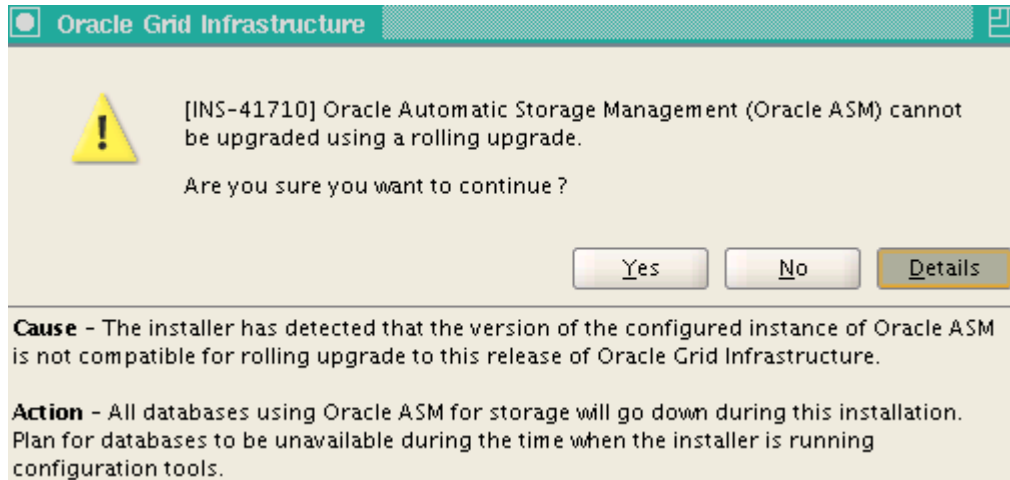 Oracle Grid Infrastructure
[INS-41710] Oracle Automatic Storage Management (Oracle ASM) cannot
be upgraded using a rolling upgrade.
Are you sure you want to continue ?
Yes No Details
Cause - The installer has detected that the version of the configured instance of Oracle ASM
is not compatible for rolling upgrade to this release of Oracle Grid Infrastructure.
Action - All databases using Oracle ASM for storage will go down during this installation.
Plan for databases to be unavailable during the time when the installer is running
configuration tools.